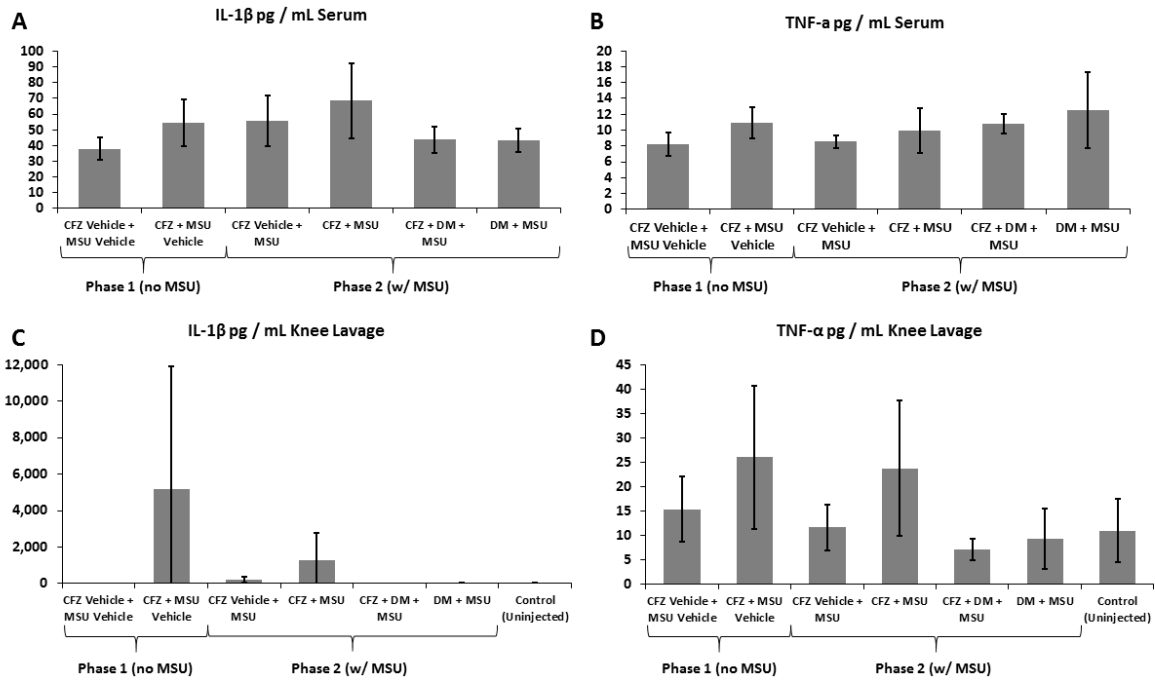 A
IL-1β pg / mL Serum
100
90
80
70
60
50
40
30
20
10
0
CFZ Vehicle +
MSU Vehicle
CFZ + MSU
Vehicle
CFZ Vehicle +
MSU
CFZ + MSU
CFZ + DM +
MSU
DM + MSU
Phase 1 (no MSU)
Phase 2 (w/ MSU)
B
TNF-a pg / mL Serum
20
18
16
14
12
10
8
6
4
2
0
CFZ Vehicle +
MSU Vehicle
CFZ + MSU
Vehicle
CFZ Vehicle +
MSU
CFZ + MSU
CFZ + DM +
MSU
DM + MSU
Phase 1 (no MSU)
Phase 2 (w/ MSU)
C
IL-1β pg / mL Knee Lavage
12,000
10,000
8,000
6,000
4,000
2,000
0
CFZ Vehicle +
MSU Vehicle
CFZ + MSU
Vehicle
CFZ Vehicle +
MSU
CFZ + MSU
CFZ + DM +
MSU
DM + MSU
Control
(Uninjected)
Phase 1 (no MSU)
Phase 2 (w/ MSU)
D
TNF-α pg / mL Knee Lavage
45
40
35
30
25
20
15
10
5
0
CFZ Vehicle +
MSU Vehicle
CFZ + MSU
Vehicle
CFZ Vehicle +
MSU
CFZ + MSU
CFZ + DM +
MSU
DM + MSU
Control
(Uninjected)
Phase 1 (no MSU)
Phase 2 (w/ MSU)